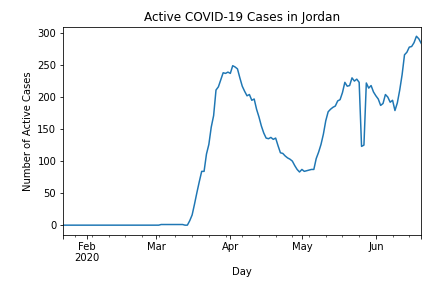 Active COVID-19 Cases in Jordan
300
250
200
150
100
50
0
Number of Active Cases
Feb Mar Apr May Jun
2020
Day